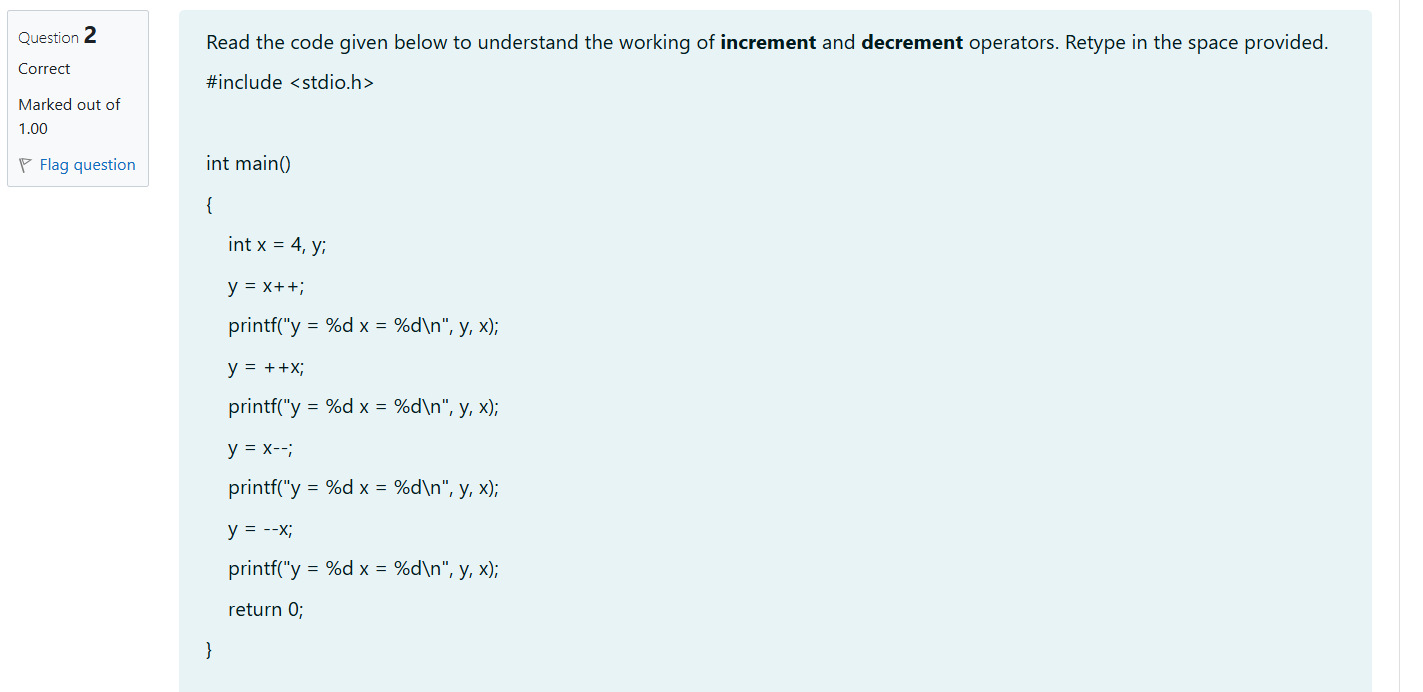 Question 2
Correct
Marked out of
1.00
Flag question
Read the code given below to understand the working of increment and decrement operators. Retype in the space provided.
#include <stdio.h>
int main()
{
int x = 4, y;
y = x++;
printf("y = %d x = %d\n", y, x);
y = ++x;
printf("y = %d x = %d\n", y, x);
y = x--;
printf("y = %d x = %d\n", y, x);
y = --x;
printf("y = %d x = %d\n", y, x);
return 0;
}